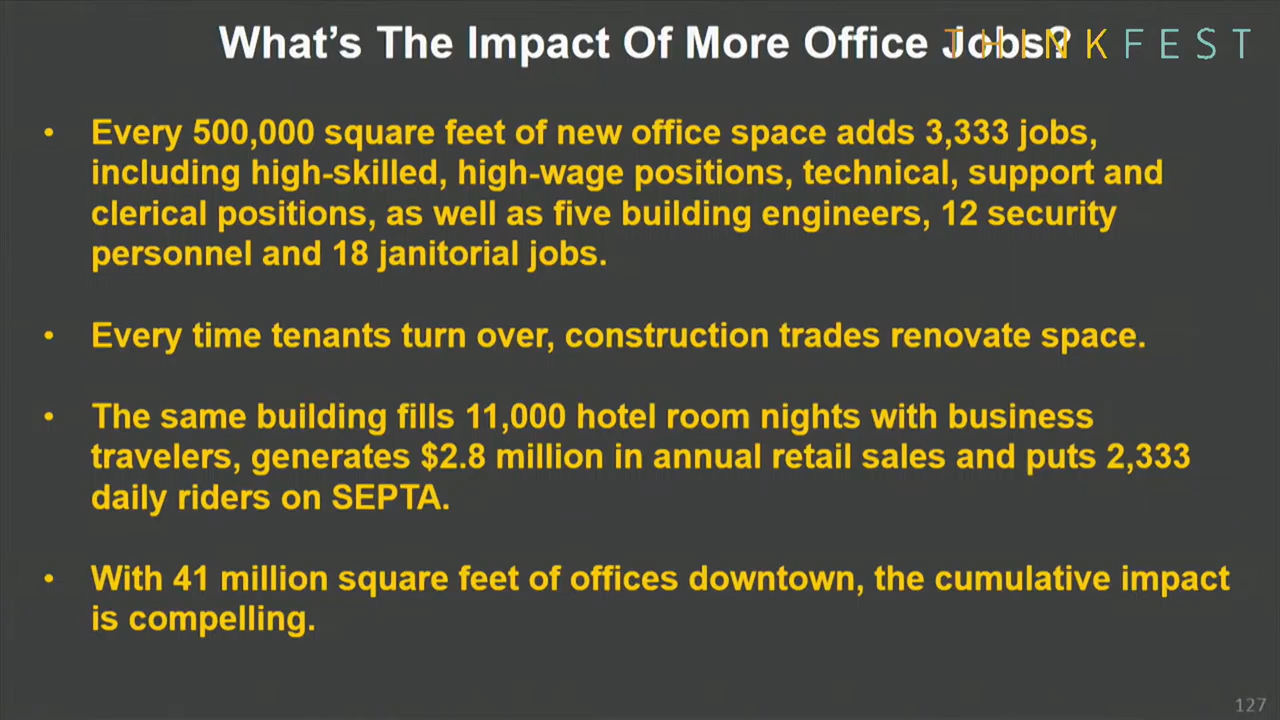 What's The Impact Of More Office Jobs?
THINKFEST
• Every 500,000 square feet of new office space adds 3,333 jobs,
including high-skilled, high-wage positions, technical, support and
clerical positions, as well as five building engineers, 12 security
personnel and 18 janitorial jobs.
• Every time tenants turn over, construction trades renovate space.
• The same building fills 11,000 hotel room nights with business
travelers, generates $2.8 million in annual retail sales and puts 2,333
daily riders on SEPTA.
• With 41 million square feet of offices downtown, the cumulative impact
is compelling.
127